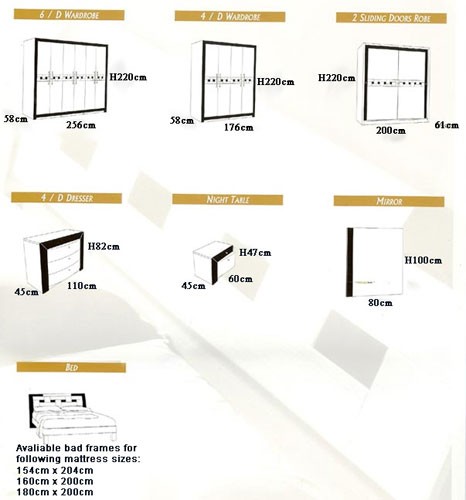 6 / D WARDROBE
4 / D WARDROBE
2 SLIDING DOORS ROBE
H220cm
58cm
256cm
H220cm
58cm
176cm
H220cm
200cm
61cm
4 / D DRESSER
NIGHT TABLE
MIRROR
H82cm
45cm
110cm
H47cm
45cm
60cm
H100cm
80cm
BED
Avaliable bad frames for
following mattress sizes:
154cm x 204cm
160cm x 200cm
180cm x 200cm